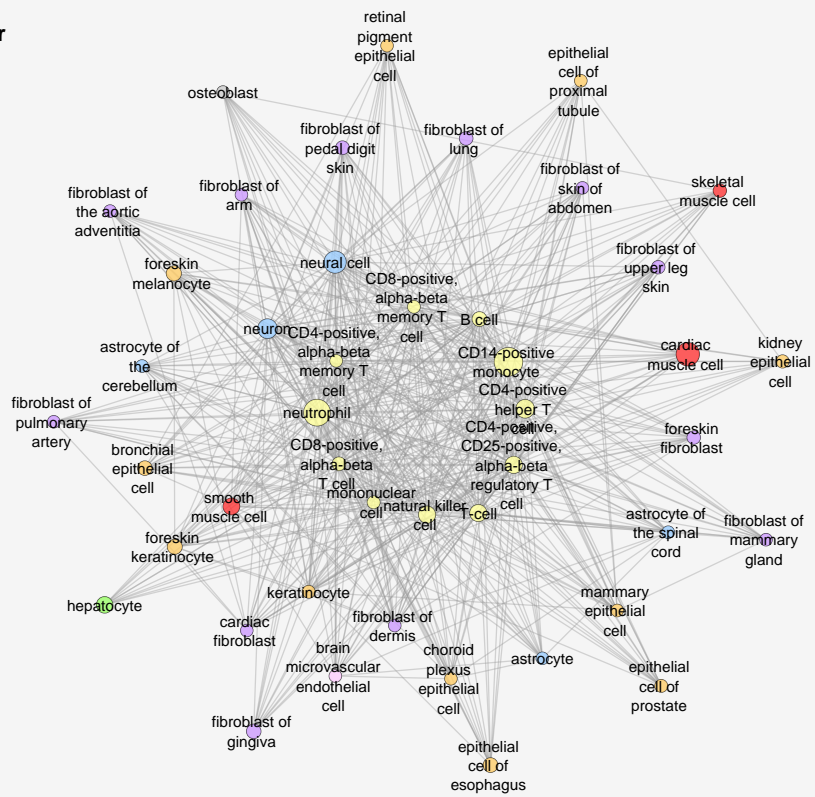 r
retinal
pigment
epithelial
cell
epithelial
cell of
proximal
tubule
osteoblast
fibroblast of
pedal digit
skin
fibroblast of
lung
fibroblast of
skin of
abdomen
skeletal
muscle cell
fibroblast of
arm
fibroblast of
the aortic
adventitia
foreskin
melanocyte
neural cell
fibroblast of
upper leg
skin
CD8-positive,
alpha-beta
memory T
cell
B cell
neuron
CD4-positive,
alpha-beta
memory T
cell
CD14-positive
monocyte
cardiac
muscle cell
kidney
epithelial
cell
astrocyte of
the
cerebellum
CD4-positive
helper T
cell
fibroblast of
pulmonary
artery
neutrophil
CD4-positive,
CD25-positive,
alpha-beta
regulatory T
cell
foreskin
fibroblast
bronchial
epithelial
cell
CD8-positive,
alpha-beta
T cell
smooth
muscle cell
mononuclear
cell
natural killer
cell
T-cell
astrocyte of
the spinal
cord
fibroblast of
mammary
gland
foreskin
keratinocyte
hepatocyte
keratinocyte
cardiac
fibroblast
fibroblast of
dermis
mammary
epithelial
cell
brain
microvascular
endothelial
cell
choroid
plexus
epithelial
cell
astrocyte
epithelial
cell of
prostate
fibroblast of
gingiva
epithelial
cell of
esophagus